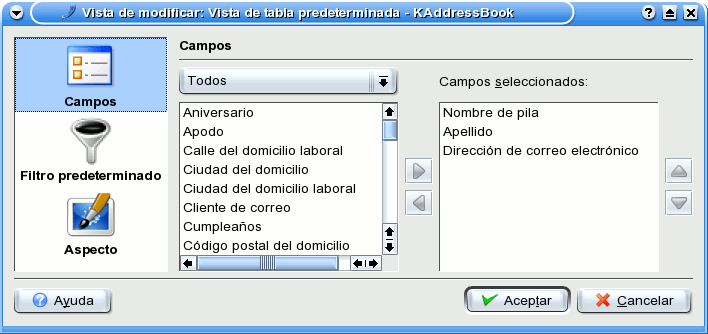 Vista de modificar: Vista de tabla predeterminada - KAddressBook
Campos
Filtro predeterminado
Aspecto
Campos
Todos
Aniversario
Apodo
Calle del domicilio laboral
Ciudad del domicilio
Ciudad del domicilio laboral
Cliente de correo
Cumpleaños
Código postal del domicilio
Campos seleccionados:
Nombre de pila
Apellido
Dirección de correo electrónico
Ayuda
Aceptar
Cancelar